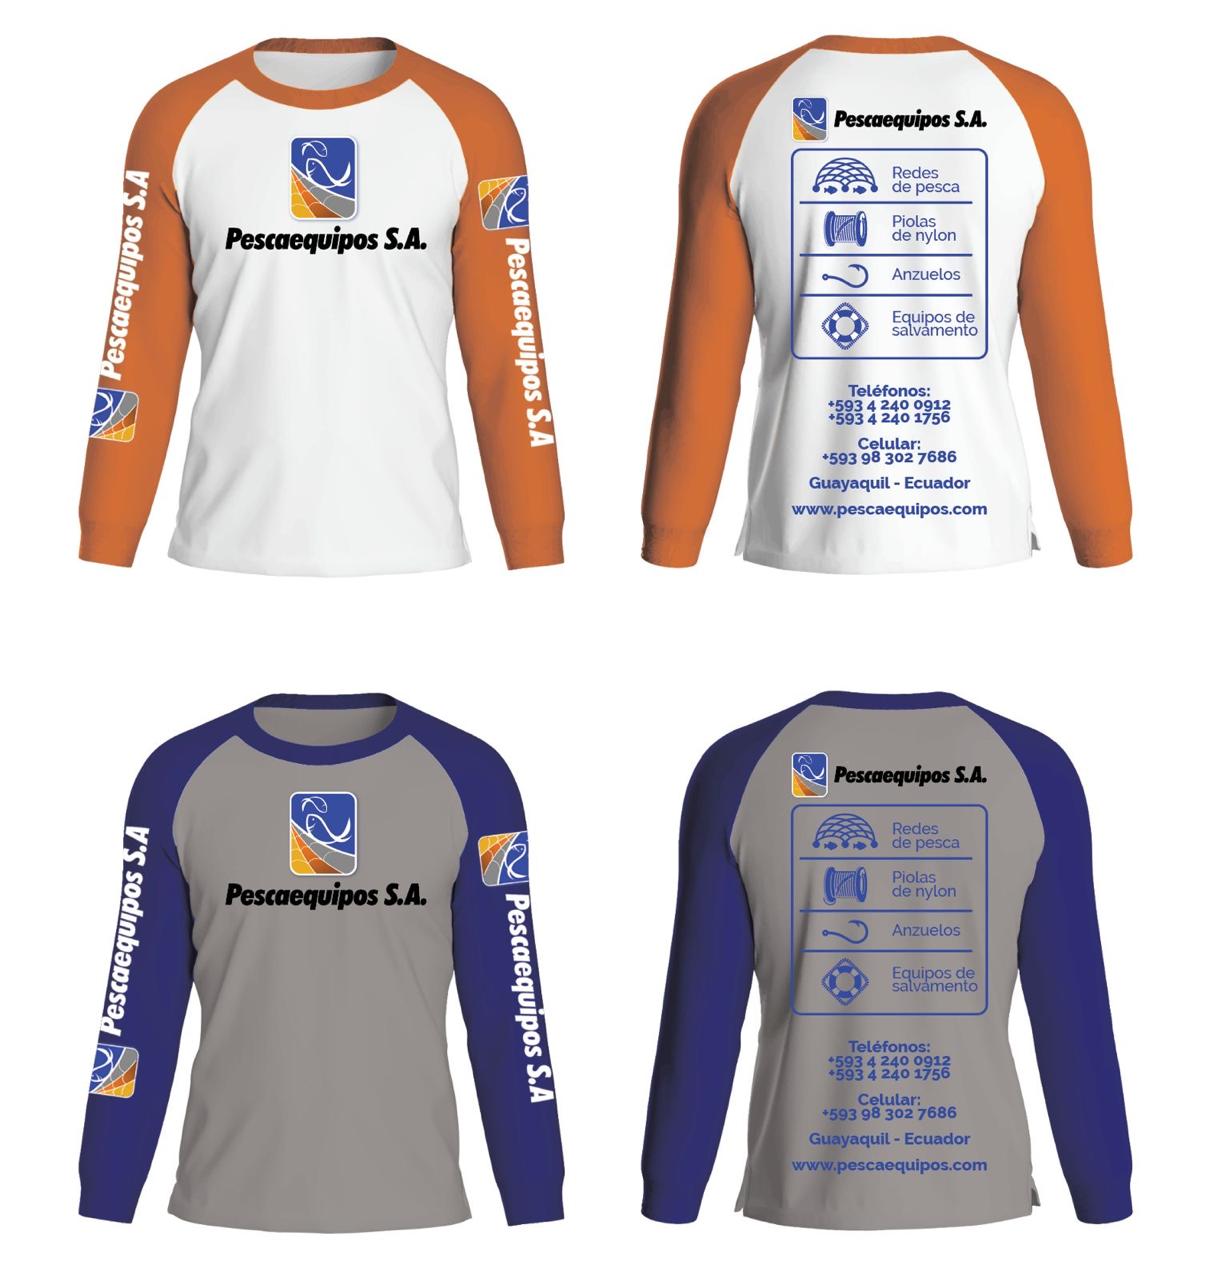 Pescaequipos S.A
Pescaequipos S.A.
Pescaequipos S.A
Pescaequipos S.A.
Redes
de pesca
Piolas
de nylon
Anzuelos
Equipos de
salvamento
Teléfonos:
+593 4 240 0912
+593 4 240 1756
Celular:
+593 98 302 7686
Guayaquil - Ecuador
www.pescaequipos.com
Pescaequipos S.A
Pescaequipos S.A.
Pescaequipos S.A
Pescaequipos S.A.
Redes
de pesca
Piolas
de nylon
Anzuelos
Equipos de
salvamento
Teléfonos:
+593 4 240 0912
+593 4 240 1756
Celular:
+593 98 302 7686
Guayaquil - Ecuador
www.pescaequipos.com